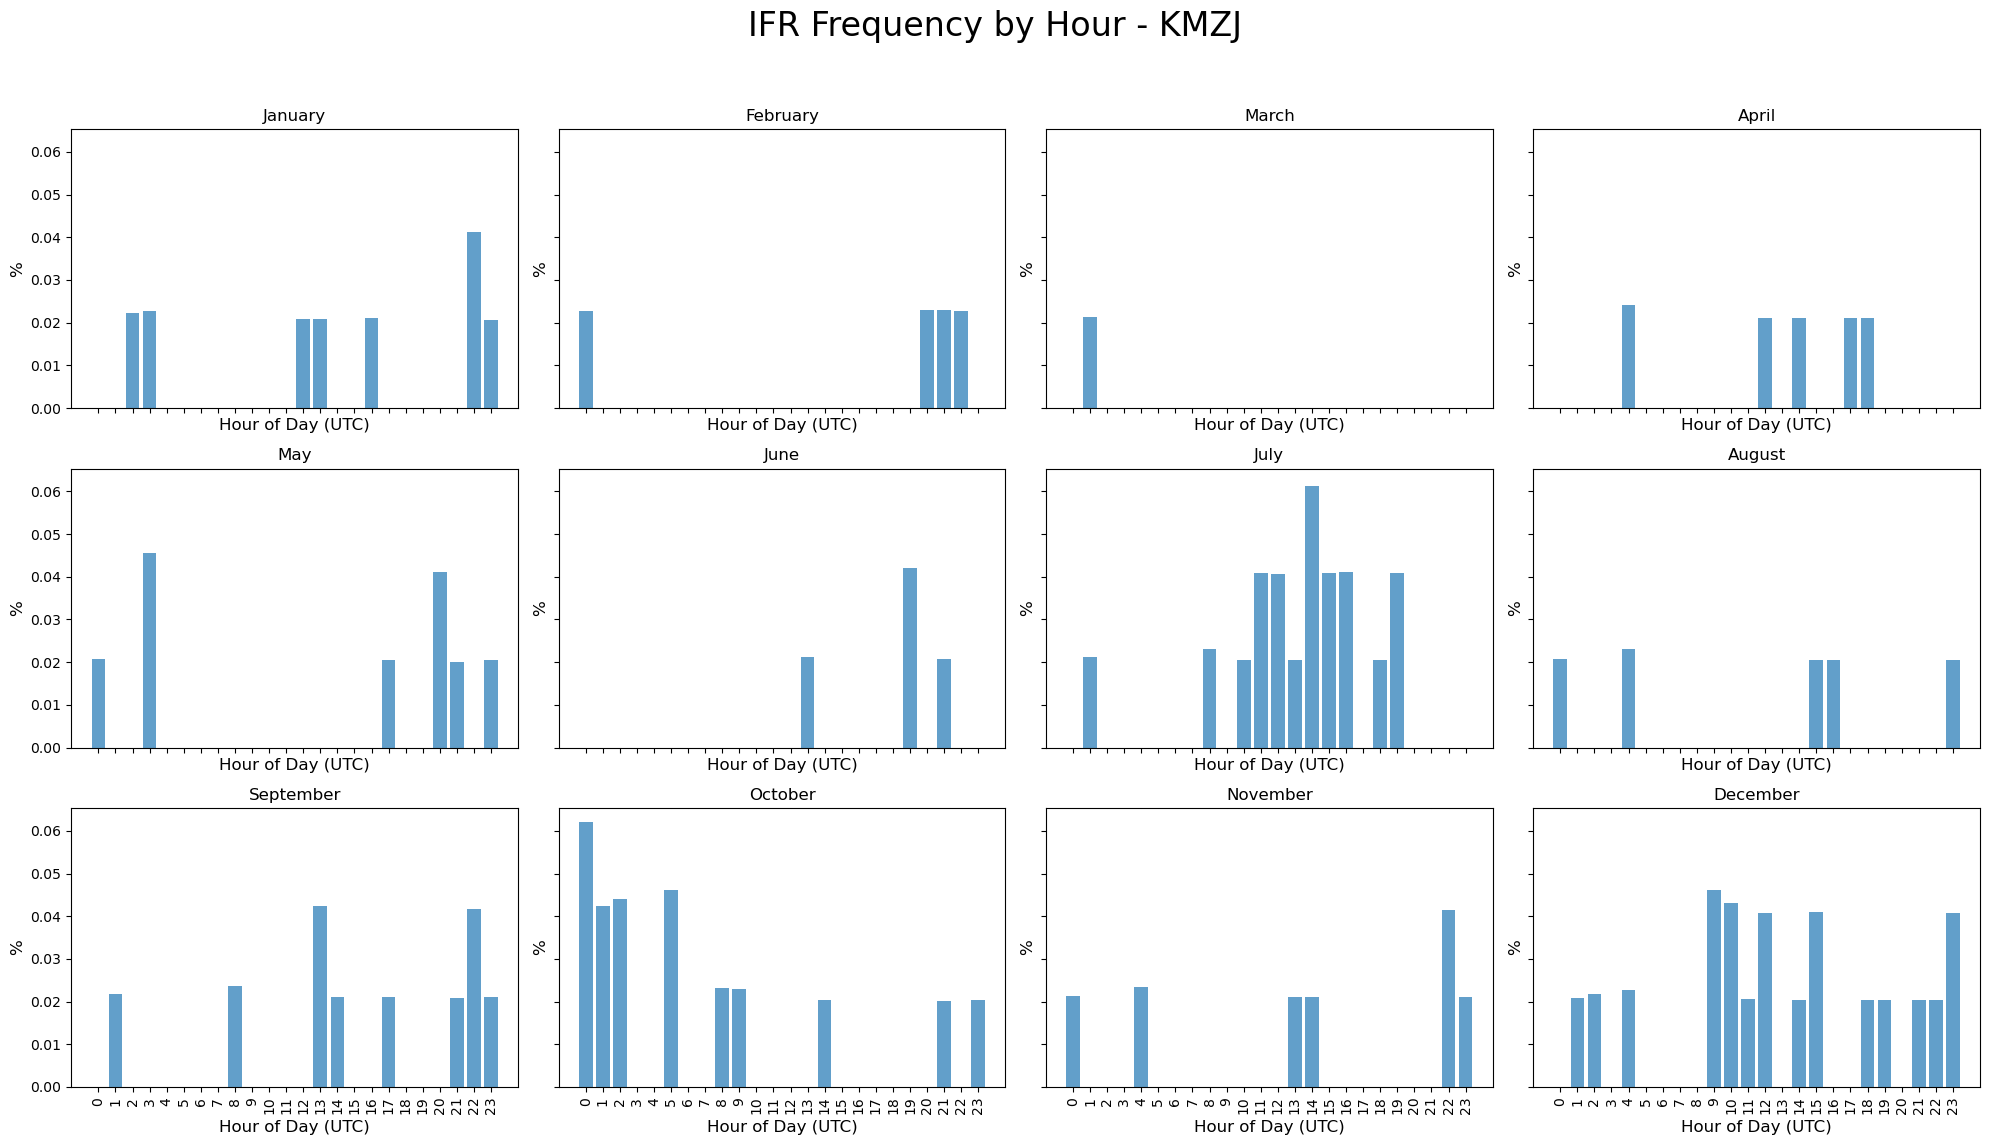 IFR Frequency by Hour - KMZJ
January February March April
0.06
0.05
0.04
0.03
0.02
0.01
0.00
% % % %
Hour of Day (UTC) Hour of Day (UTC) Hour of Day (UTC) Hour of Day (UTC)
May June July August
0.06
0.05
0.04
0.03
0.02
0.01
0.00
% % % %
Hour of Day (UTC) Hour of Day (UTC) Hour of Day (UTC) Hour of Day (UTC)
September October November December
0.06
0.05
0.04
0.03
0.02
0.01
0.00
% % % %
0 1 2 3 4 5 6 7 8 9 10 11 12 13 14 15 16 17 18 19 20 21 22 23 0 1 2 3 4 5 6 7 8 9 10 11 12 13 14 15 16 17 18 19 20 21 22 23 0 1 2 3 4 5 6 7 8 9 10 11 12 13 14 15 16 17 18 19 20 21 22 23 0 1 2 3 4 5 6 7 8 9 10 11 12 13 14 15 16 17 18 19 20 21 22 23
Hour of Day (UTC) Hour of Day (UTC) Hour of Day (UTC) Hour of Day (UTC)